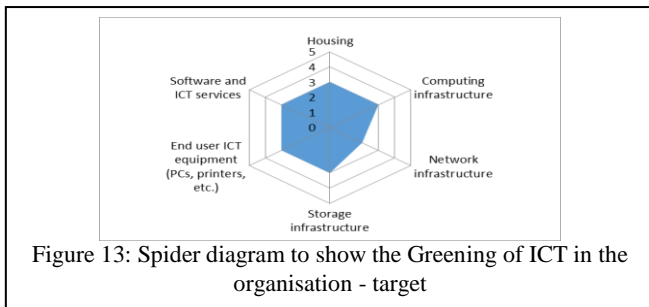 Housing
5
4
3
2
1
0
Software and
ICT services
Computing
infrastructure
End user ICT
equipment
(PCs, printers,
etc.)
Network
infrastructure
Storage
infrastructure
Figure 13: Spider diagram to show the Greening of ICT in the
organisation - target